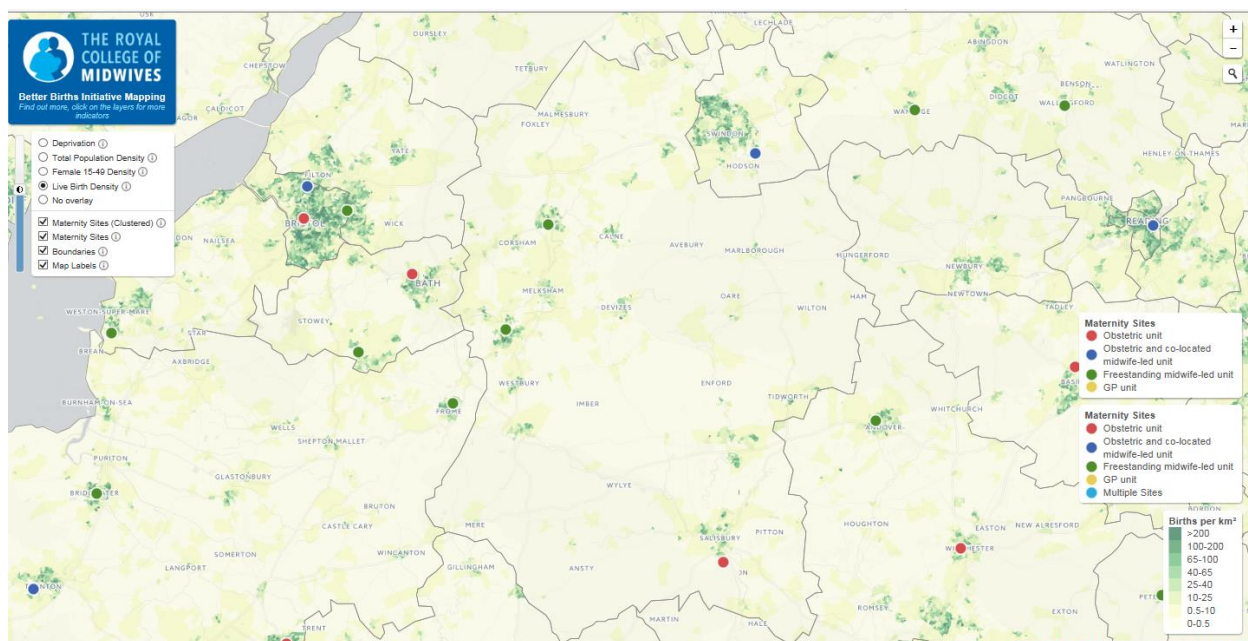 THE ROYAL
COLLEGE OF
MIDWIVES
Better Births Initiative Mapping
Find out more, click on the layers for more
indicators
Deprivation
Total Population Density
Female 15-49 Density
Live Birth Density
No overlay
Maternity Sites (Clustered)
Maternity Sites
Boundaries
Map Labels
+
−
USK
LECHLADE
DURSLEY
CHEPSTOW
TETBURY
ABINGDON
WATLINGTON
BENSON
DIDCOT
CALDICOT
MALMESBURY
FOXLEY
SWINDON
YATE
HODSON
HENLEY-ON-THAMES
PANGBOURNE
READING
WICK
NAILSEA
CORSHAM
CALNE
AVEBURY
MARLBOROUGH
HUNGERFORD
NEWBURY
BATH
MELKSHAM
DEVIZES
OARE
WILTON
HAM
NEWTOWN
TADLEY
WESTON-SUPER-MARE
STOWEY
STAR
BREAN
AXBRIDGE
WESTBURY
ENFORD
TIDWORTH
BURNHAM-ON-SEA
FROME
IMBER
WHITCHURCH
ANDOVER
WELLS
SHEPTON MALLET
PURITON
GLASTONBURY
WYLYE
BRUTON
CASTLE CARY
MERE
SALISBURY
PITTON
HOUGHTON
EASTON
NEW ALRESFORD
SOMERTON
WINCANTON
LANGPORT
GILLINGHAM
ANSTY
MARTIN
HALE
ROMSEY
EXTON
TRENT
Maternity Sites
Obstetric unit
Obstetric and co-located
midwife-led unit
Freestanding midwife-led unit
GP unit
Maternity Sites
Obstetric unit
Obstetric and co-located
midwife-led unit
Freestanding midwife-led unit
GP unit
Multiple Sites
Births per km²
>200
100-200
65-100
40-65
25-40
10-25
0.5-10
0-0.5